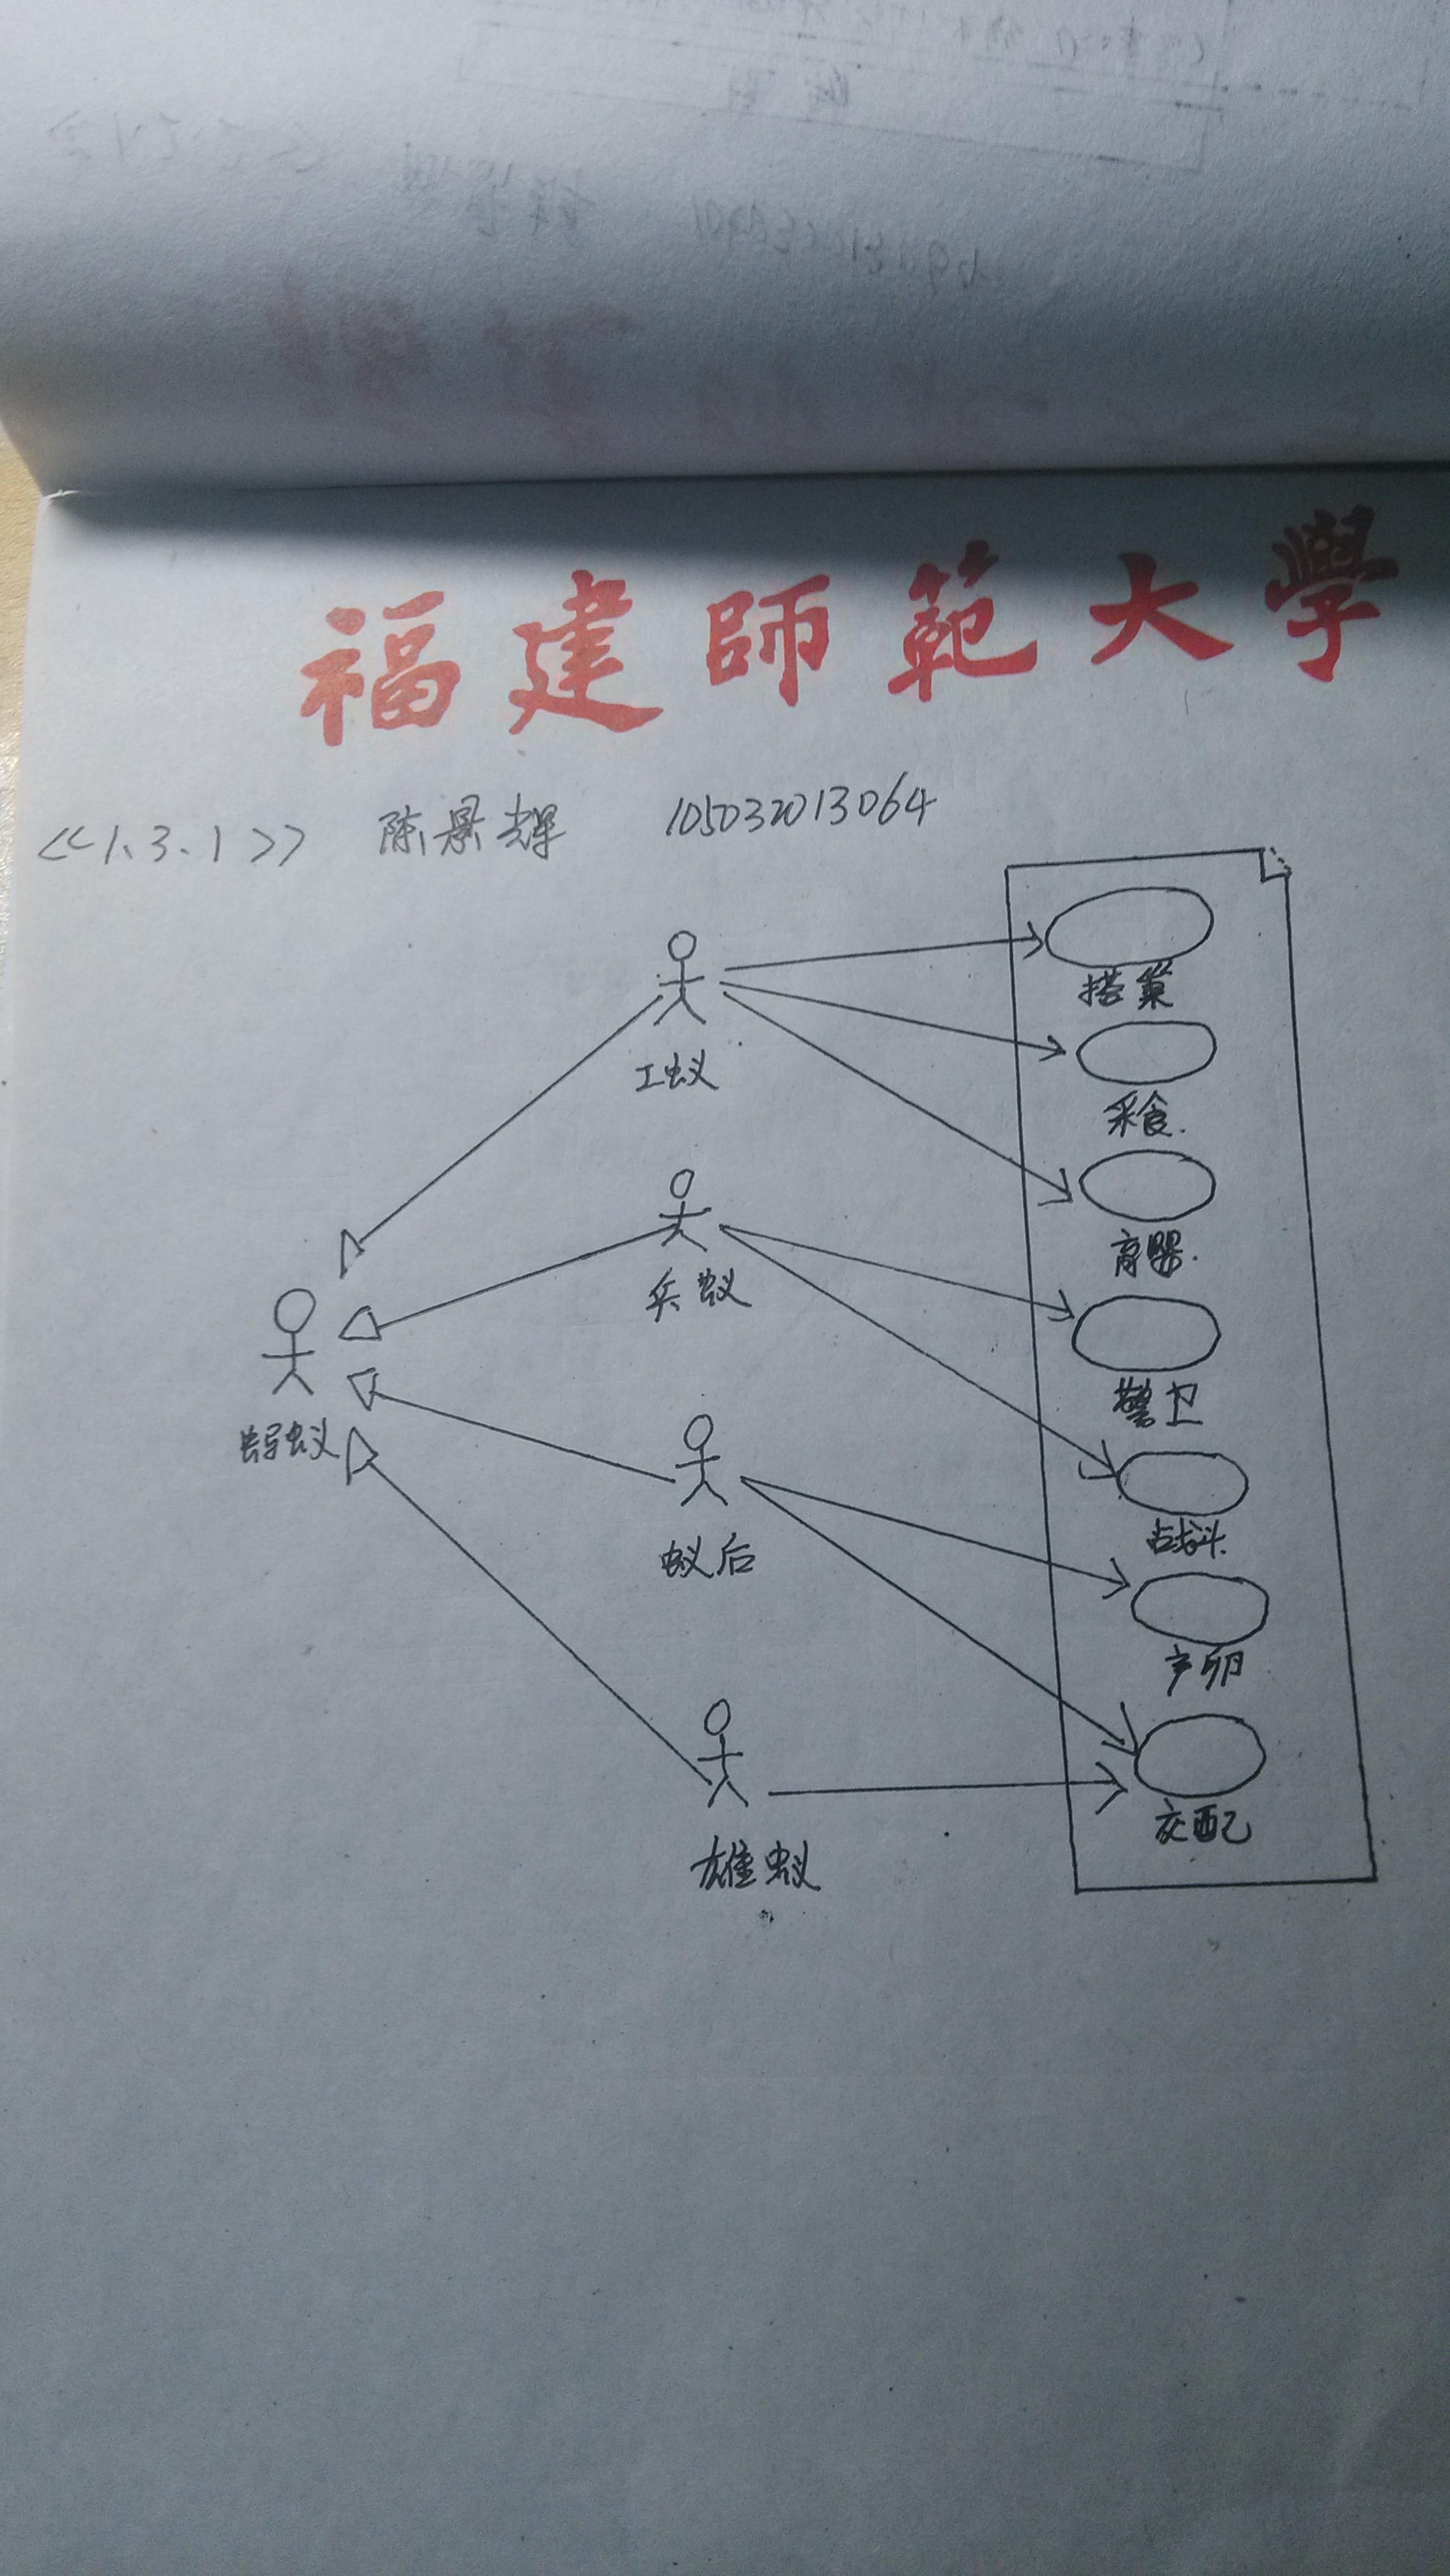 福建師範大學
<<1.3.1>> 陈景辉 105032013064
搭巢
工蚁
采食.
育婴.
兵蚁
警卫
蚂蚁
战斗.
蚁后
产卵
交配
雄蚁